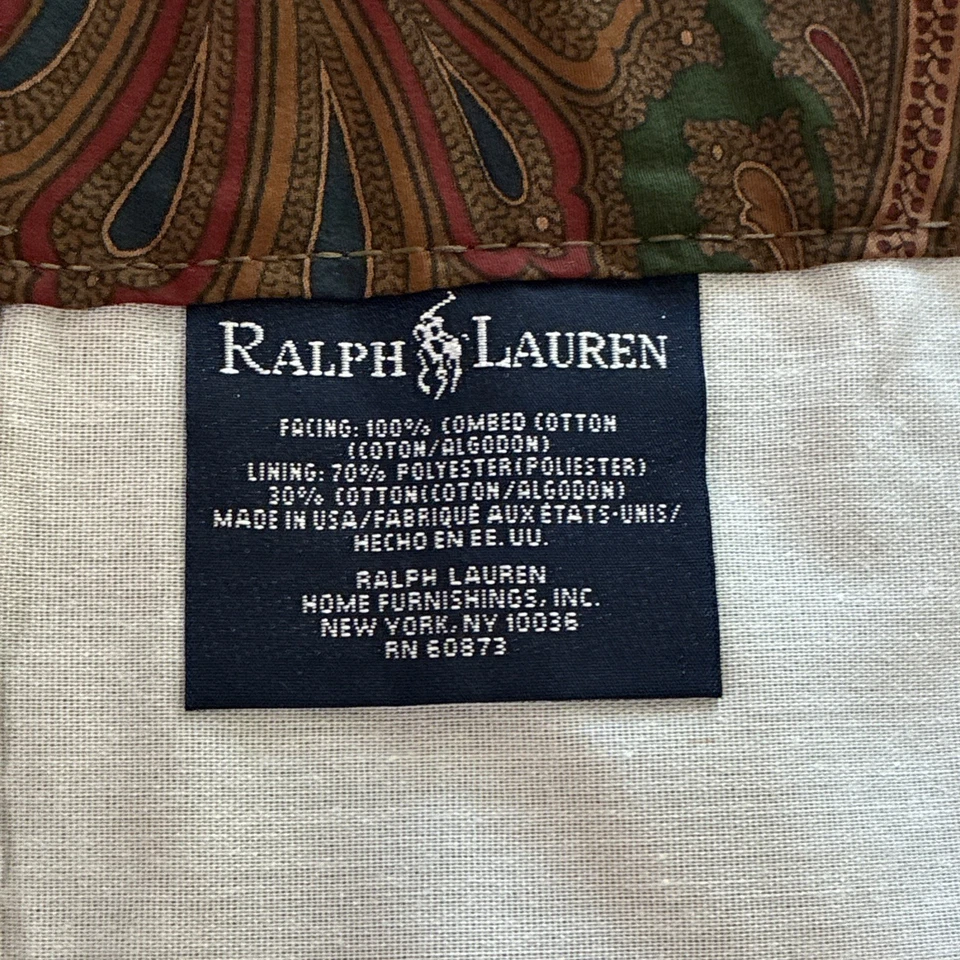 RALPH LAUREN
FACING: 100% COMBED COTTON
(COTON/ALGODON)
LINING: 70% POLYESTER(POLIESTER)
30% COTTON(COTON/ALGODON)
MADE IN USA/FABRIQUÉ AUX ÉTATS-UNIS/
HECHO EN EE. UU.
RALPH LAUREN
HOME FURNISHINGS, INC.
NEW YORK, NY 10036
RN 60873